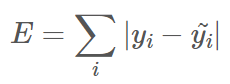 E = ∑_i |y_i − ỹ_i|